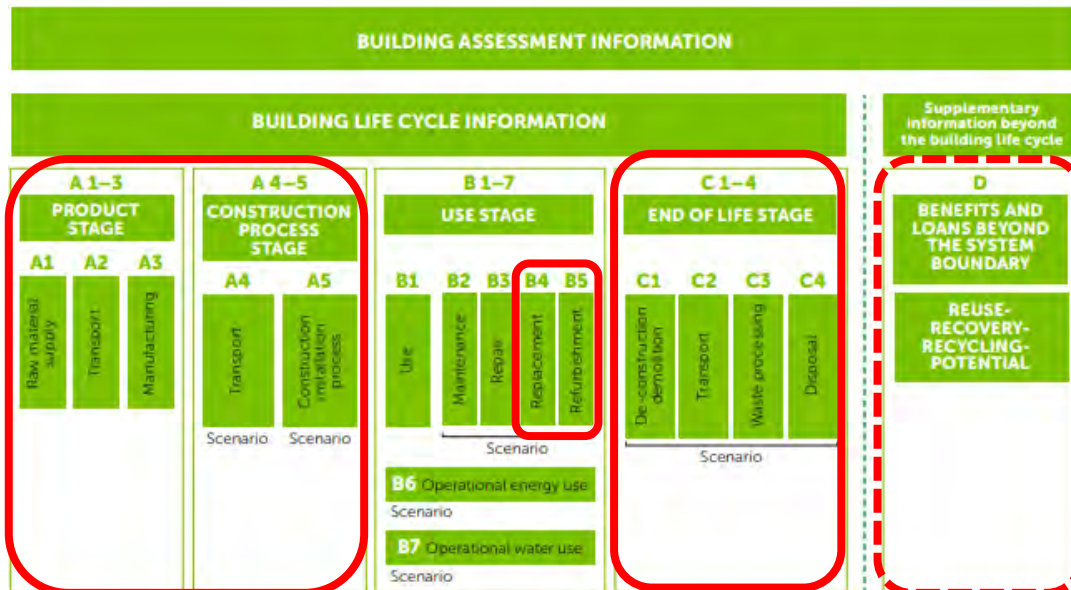 BUILDING ASSESSMENT INFORMATION
BUILDING LIFE CYCLE INFORMATION
Supplementary
information beyond
the building life cycle
A 1–3
PRODUCT
STAGE
A1 A2 A3
Raw material
supply
Transport
Manufacturing
A 4–5
CONSTRUCTION
PROCESS
STAGE
A4 A5
Transport
Construction
installation
process
Scenario Scenario
B 1–7
USE STAGE
B1 B2 B3 B4 B5
Use
Maintenance
Repair
Replacement
Refurbishment
Scenario
B6 Operational energy use
Scenario
B7 Operational water use
Scenario
C 1–4
END OF LIFE STAGE
C1 C2 C3 C4
De-construction
demolition
Transport
Waste processing
Disposal
Scenario
D
BENEFITS AND
LOANS BEYOND
THE SYSTEM
BOUNDARY
REUSE-
RECOVERY-
RECYCLING-
POTENTIAL